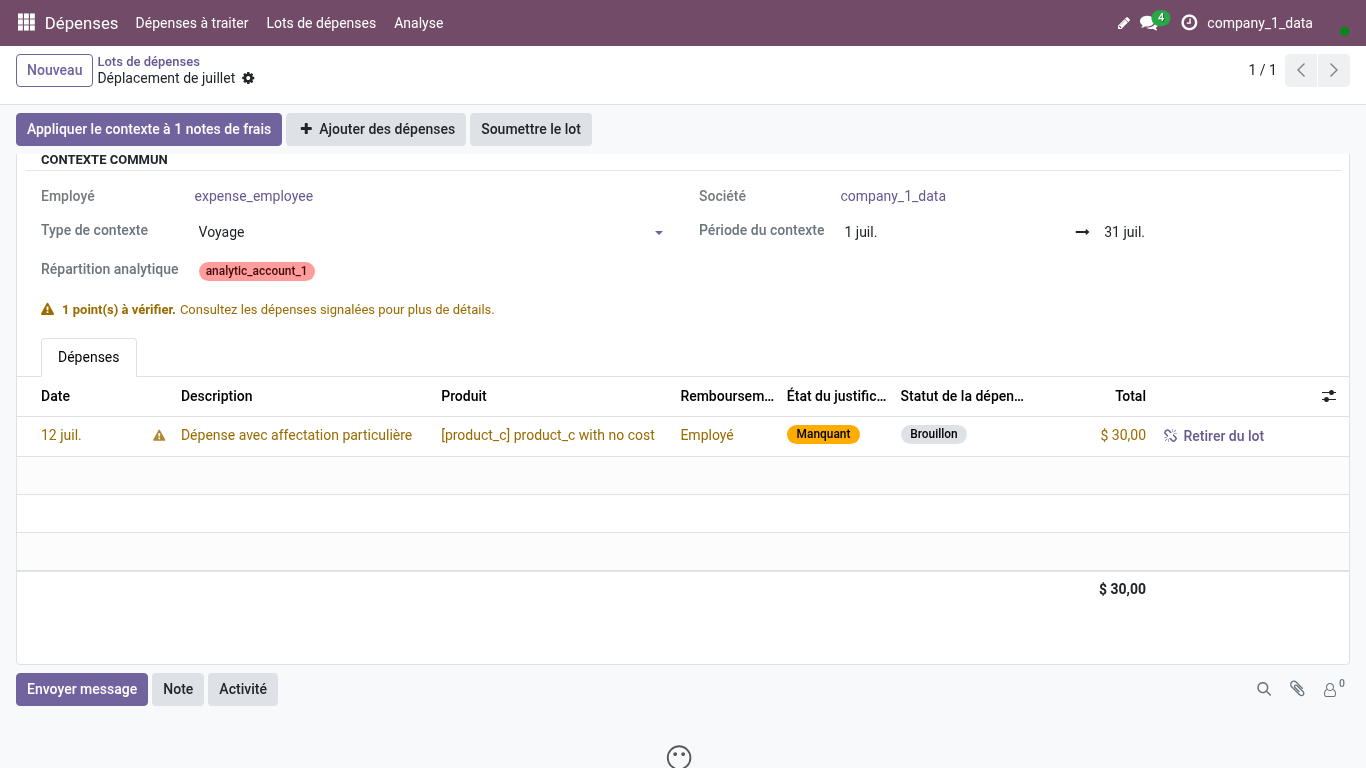 Dépenses Dépenses à traiter Lots de dépenses Analyse 4 company_1_data
Nouveau Lots de dépenses 1 / 1
Déplacement de juillet
Appliquer le contexte à 1 notes de frais Ajouter des dépenses Soumettre le lot
CONTEXTE COMMUN
Employé expense_employee Société company_1_data
Type de contexte Voyage Période du contexte 1 juil. → 31 juil.
Répartition analytique analytic_account_1
1 point(s) à vérifier. Consultez les dépenses signalées pour plus de détails.
Dépenses
Date Description Produit Remboursem… État du justific… Statut de la dépen… Total
12 juil. Dépense avec affectation particulière [product_c] product_c with no cost Employé Manquant Brouillon $ 30,00 Retirer du lot
$ 30,00
Envoyer message Note Activité 0